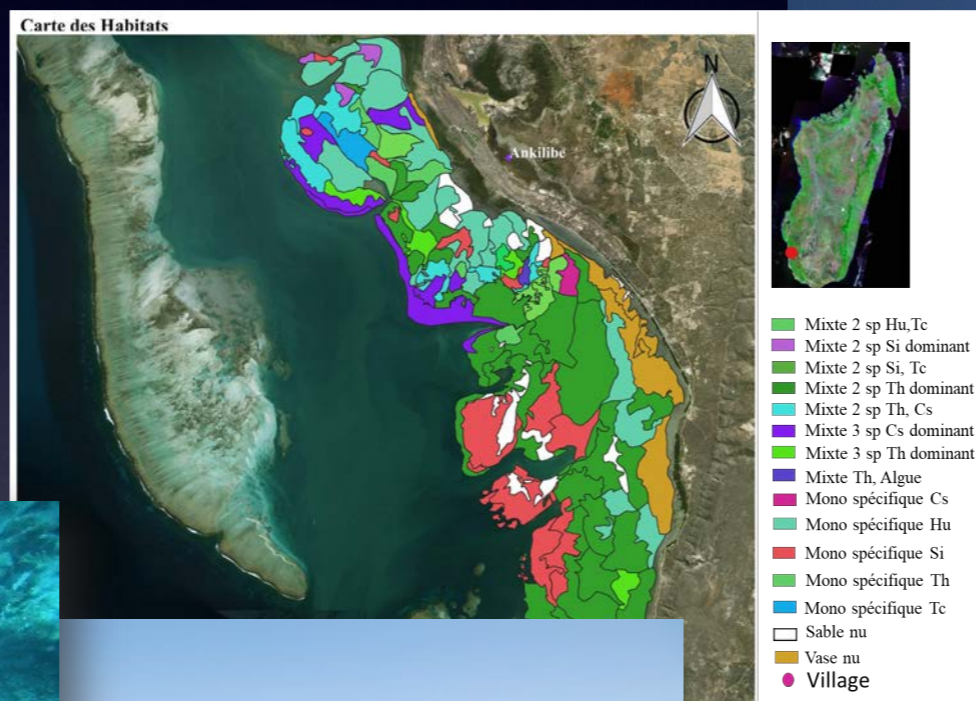 Carte des Habitats
N
Ankilibe
Mixte 2 sp Hu,Tc
Mixte 2 sp Si dominant
Mixte 2 sp Si, Tc
Mixte 2 sp Th dominant
Mixte 2 sp Th, Cs
Mixte 3 sp Cs dominant
Mixte 3 sp Th dominant
Mixte Th, Algue
Mono spécifique Cs
Mono spécifique Hu
Mono spécifique Si
Mono spécifique Th
Mono spécifique Tc
Sable nu
Vase nu
Village